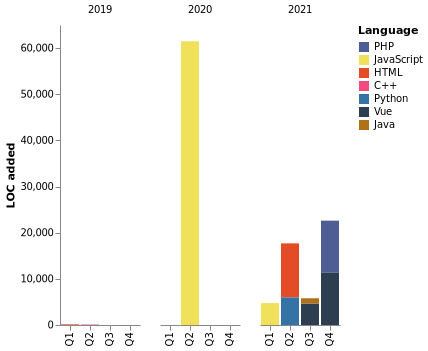 2019 2020 2021
Language
PHP
JavaScript
HTML
C++
Python
Vue
Java
LOC added
60,000
50,000
40,000
30,000
20,000
10,000
0
Q1 Q2 Q3 Q4 Q1 Q2 Q3 Q4 Q1 Q2 Q3 Q4